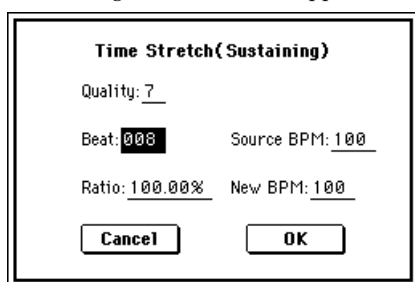 Time Stretch(Sustaining)
Quality: 7
Beat: 008 Source BPM: 100
Ratio: 100.00% New BPM: 100
Cancel OK